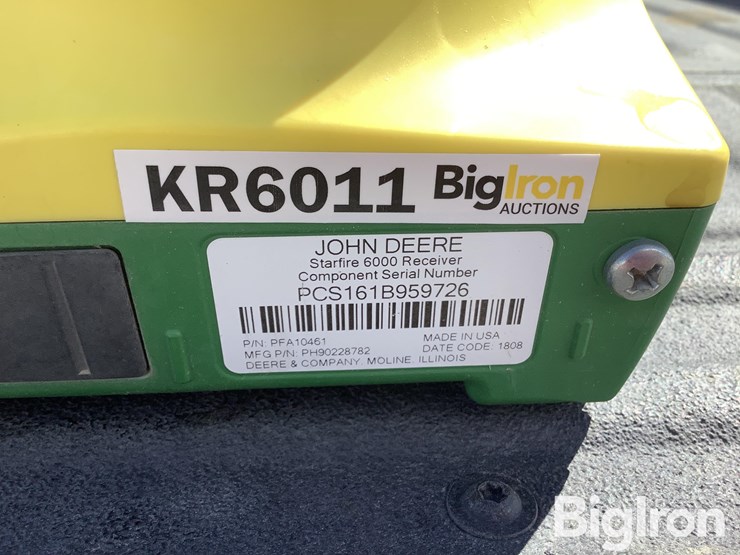 KR6011 BigIron
AUCTIONS
JOHN DEERE
Starfire 6000 Receiver
Component Serial Number
PCS161B959726
P/N: PFA10461 MADE IN USA
MFG P/N: PH90228782 DATE CODE: 1808
DEERE & COMPANY, MOLINE, ILLINOIS
BigIron